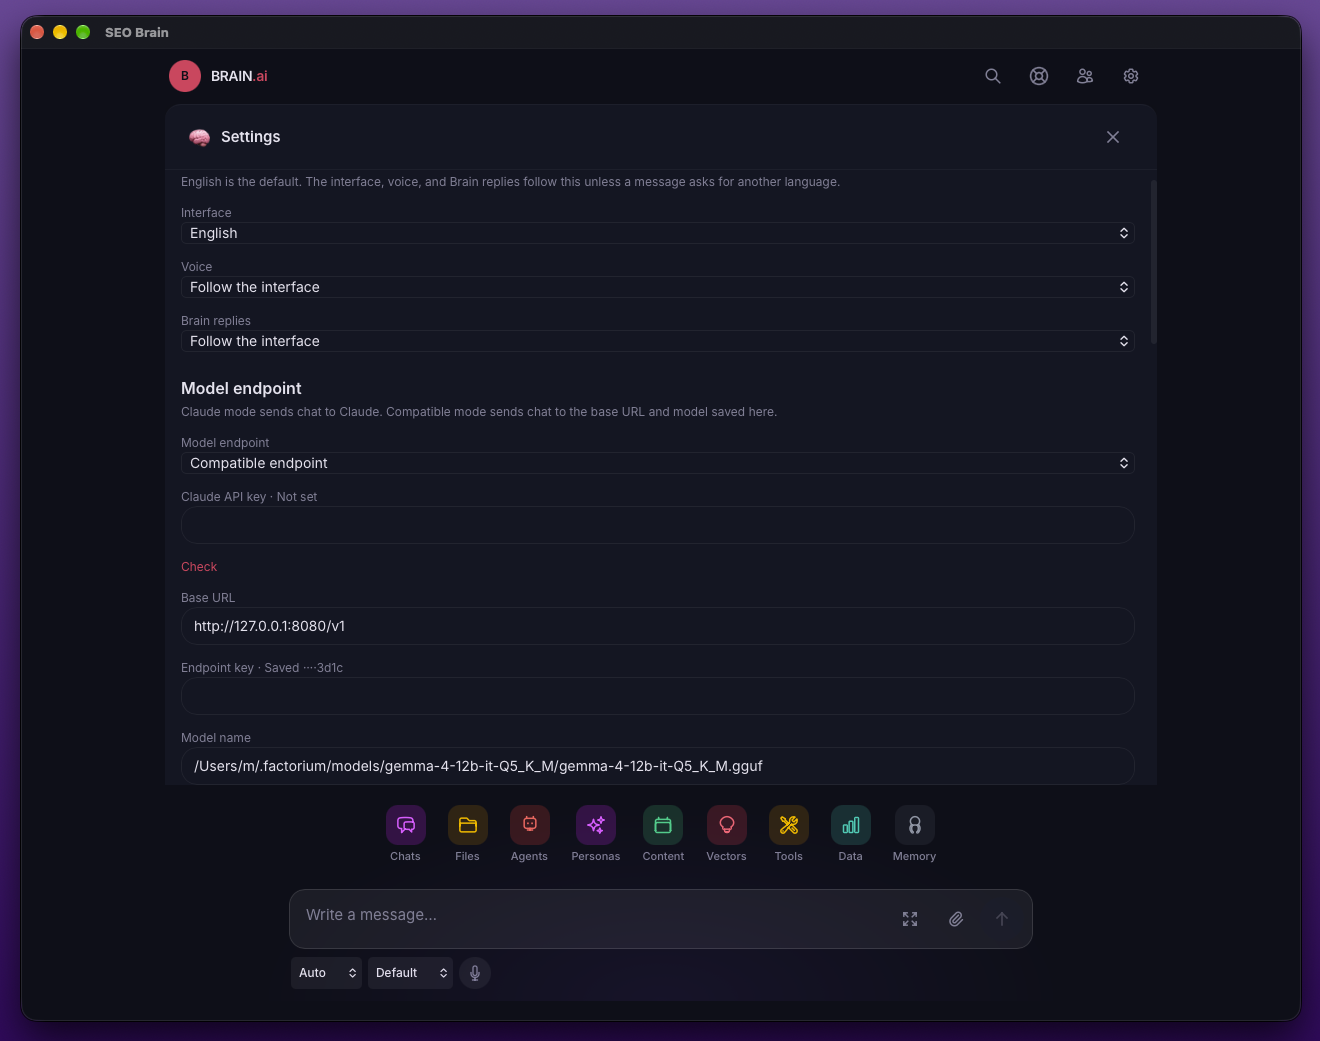 SEO Brain
B BRAIN.ai
Settings
English is the default. The interface, voice, and Brain replies follow this unless a message asks for another language.
Interface
English
Voice
Follow the interface
Brain replies
Follow the interface
Model endpoint
Claude mode sends chat to Claude. Compatible mode sends chat to the base URL and model saved here.
Model endpoint
Compatible endpoint
Claude API key · Not set
Check
Base URL
http://127.0.0.1:8080/v1
Endpoint key · Saved ····3d1c
Model name
/Users/m/.factorium/models/gemma-4-12b-it-Q5_K_M/gemma-4-12b-it-Q5_K_M.gguf
Chats Files Agents Personas Content Vectors Tools Data Memory
Write a message...
Auto Default